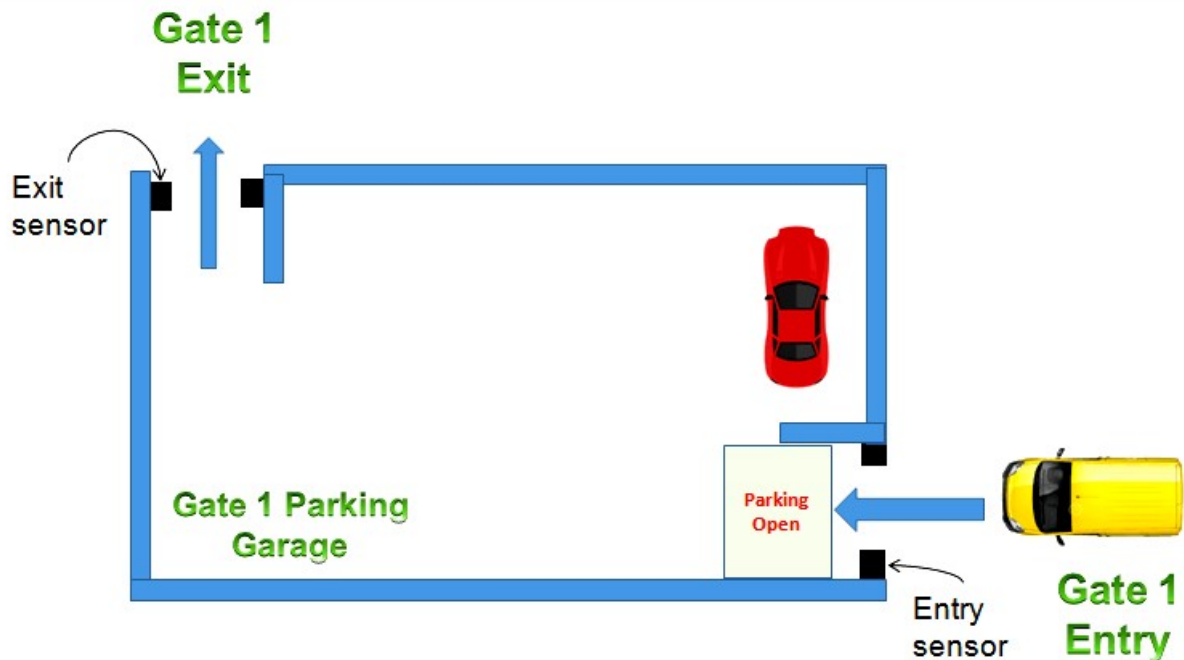 Gate 1
Exit
Exit
sensor
Parking
Open
Gate 1 Parking
Garage
Entry
sensor
Gate 1
Entry